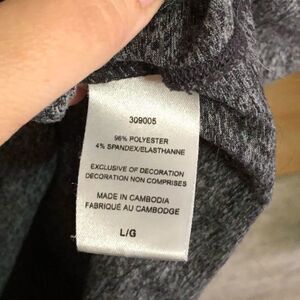 309005
96% POLYESTER
4% SPANDEX/ELASTHANNE
EXCLUSIVE OF DECORATION
DECORATION NON COMPRISES
MADE IN CAMBODIA
FABRIQUÉ AU CAMBODGE
L/G